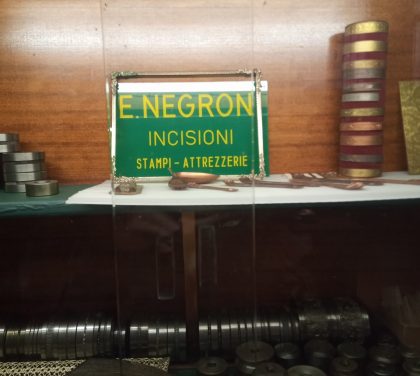 E. NEGRON
INCISIONI
STAMPI - ATTREZZERIE